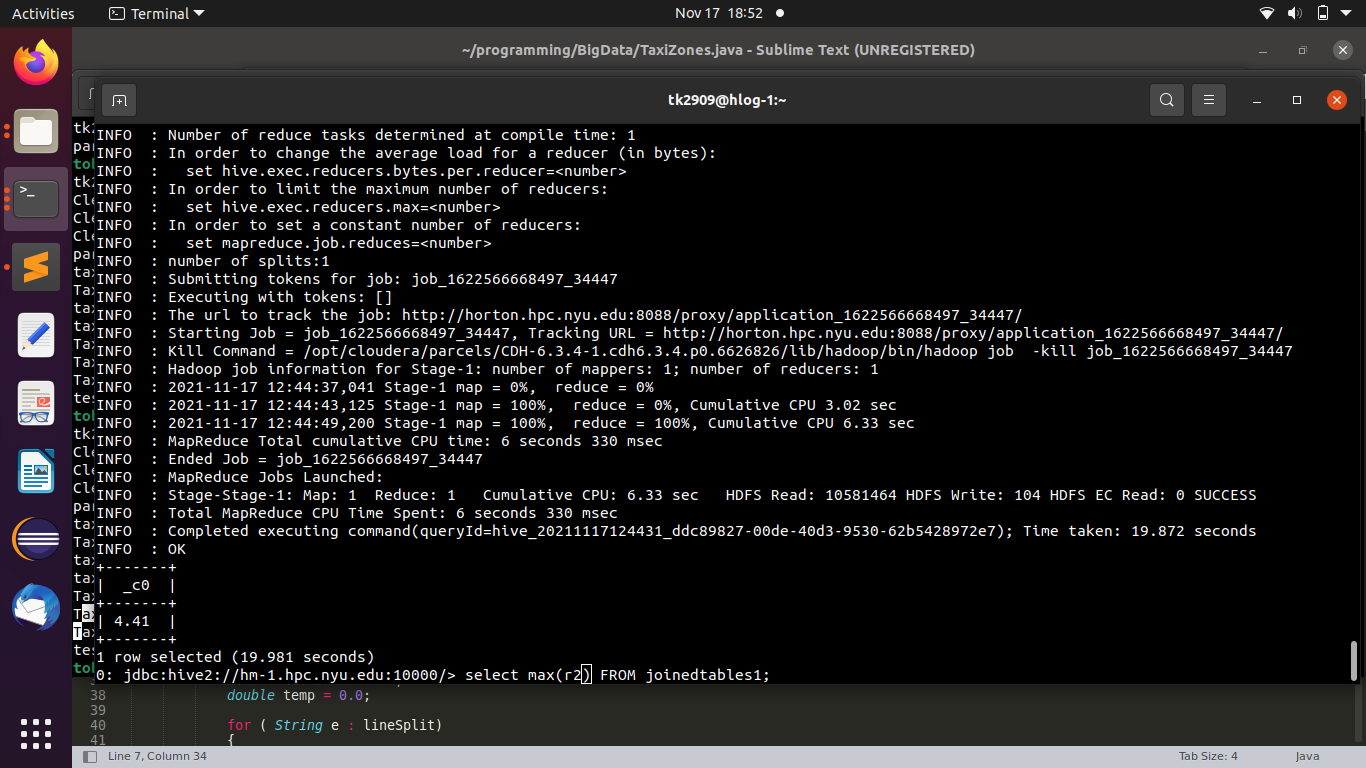 Activities
Terminal
Nov 17 18:52
~/programming/BigData/TaxiZones.java - Sublime Text (UNREGISTERED)
tk2909@hlog-1:~
INFO  : Number of reduce tasks determined at compile time: 1
INFO  : In order to change the average load for a reducer (in bytes):
INFO  :   set hive.exec.reducers.bytes.per.reducer=<number>
INFO  : In order to limit the maximum number of reducers:
INFO  :   set hive.exec.reducers.max=<number>
INFO  : In order to set a constant number of reducers:
INFO  :   set mapreduce.job.reduces=<number>
INFO  : number of splits:1
INFO  : Submitting tokens for job: job_1622566668497_34447
INFO  : Executing with tokens: []
INFO  : The url to track the job: http://horton.hpc.nyu.edu:8088/proxy/application_1622566668497_34447/
INFO  : Starting Job = job_1622566668497_34447, Tracking URL = http://horton.hpc.nyu.edu:8088/proxy/application_1622566668497_34447/
INFO  : Kill Command = /opt/cloudera/parcels/CDH-6.3.4-1.cdh6.3.4.p0.6626826/lib/hadoop/bin/hadoop job  -kill job_1622566668497_34447
INFO  : Hadoop job information for Stage-1: number of mappers: 1; number of reducers: 1
INFO  : 2021-11-17 12:44:37,041 Stage-1 map = 0%,  reduce = 0%
INFO  : 2021-11-17 12:44:43,125 Stage-1 map = 100%,  reduce = 0%, Cumulative CPU 3.02 sec
INFO  : 2021-11-17 12:44:49,200 Stage-1 map = 100%,  reduce = 100%, Cumulative CPU 6.33 sec
INFO  : MapReduce Total cumulative CPU time: 6 seconds 330 msec
INFO  : Ended Job = job_1622566668497_34447
INFO  : MapReduce Jobs Launched:
INFO  : Stage-Stage-1: Map: 1  Reduce: 1   Cumulative CPU: 6.33 sec   HDFS Read: 10581464 HDFS Write: 104 HDFS EC Read: 0 SUCCESS
INFO  : Total MapReduce CPU Time Spent: 6 seconds 330 msec
INFO  : Completed executing command(queryId=hive_20211117124431_ddc89827-00de-40d3-9530-62b5428972e7); Time taken: 19.872 seconds
INFO  : OK
+-------+
|  _c0  |
+-------+
| 4.41  |
+-------+
1 row selected (19.981 seconds)
0: jdbc:hive2://hm-1.hpc.nyu.edu:10000/> select max(r2) FROM joinedtables1;
38 double temp = 0.0;
39
40 for ( String e : lineSplit)
41 {
Line 7, Column 34
Tab Size: 4
Java